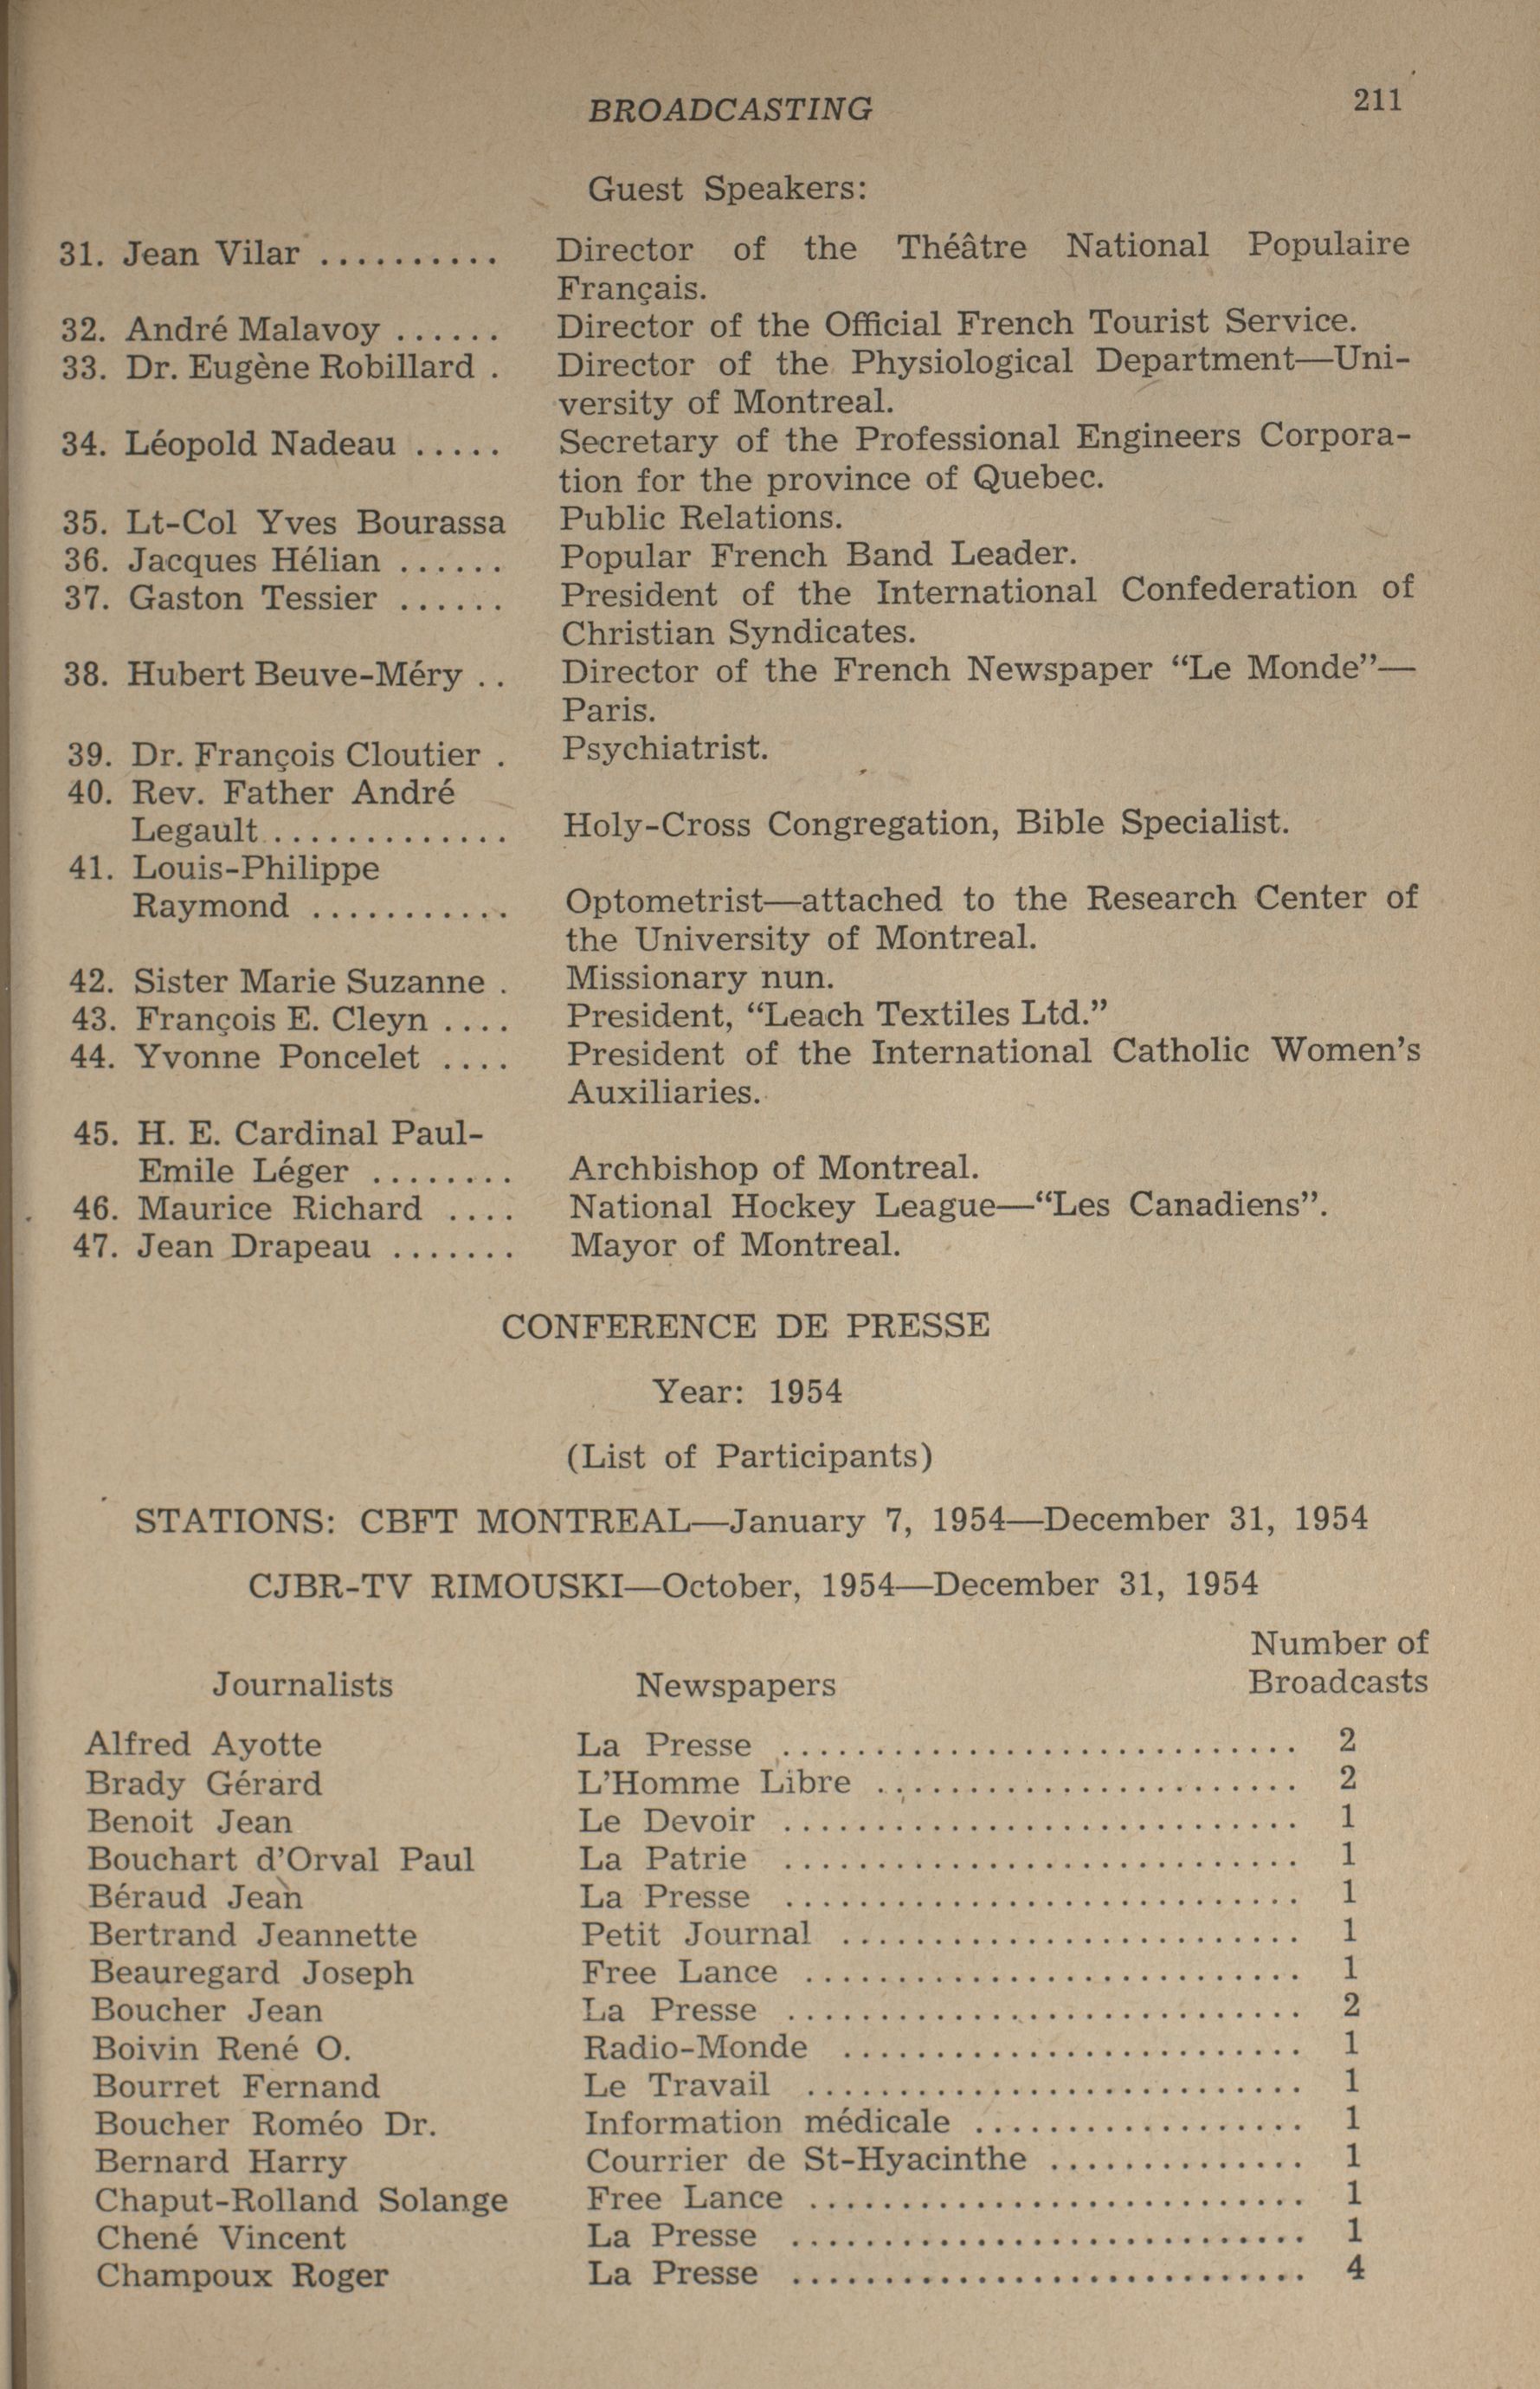 BROADCASTING 211
Guest Speakers:
31. Jean Vilar .......... Director of the Théâtre National Populaire
Français.
32. André Malavoy ...... Director of the Official French Tourist Service.
33. Dr. Eugène Robillard . Director of the Physiological Department—Uni-
versity of Montreal.
34. Léopold Nadeau ..... Secretary of the Professional Engineers Corpora-
tion for the province of Quebec.
35. Lt-Col Yves Bourassa Public Relations.
36. Jacques Hélian ...... Popular French Band Leader.
37. Gaston Tessier ...... President of the International Confederation of
Christian Syndicates.
38. Hubert Beuve-Méry .. Director of the French Newspaper “Le Monde”—
Paris.
39. Dr. François Cloutier . Psychiatrist.
40. Rev. Father André
Legault............. Holy-Cross Congregation, Bible Specialist.
41. Louis-Philippe
Raymond ........... Optometrist—attached to the Research Center of
the University of Montreal.
42. Sister Marie Suzanne . Missionary nun.
43. François E. Cleyn .... President, “Leach Textiles Ltd.”
44. Yvonne Poncelet .... President of the International Catholic Women’s
Auxiliaries.
45. H. E. Cardinal Paul-
Emile Léger ........ Archbishop of Montreal.
46. Maurice Richard .... National Hockey League—“Les Canadiens”.
47. Jean Drapeau ....... Mayor of Montreal.
CONFERENCE DE PRESSE
Year: 1954
(List of Participants)
STATIONS: CBFT MONTREAL—January 7, 1954—December 31, 1954
CJBR-TV RIMOUSKI—October, 1954—December 31, 1954
Number of
Journalists Newspapers Broadcasts
Alfred Ayotte La Presse ............................ 2
Brady Gérard L’Homme Libre ....................... 2
Benoit Jean Le Devoir ............................ 1
Bouchart d’Orval Paul La Patrie ............................ 1
Béraud Jean La Presse ............................ 1
Bertrand Jeannette Petit Journal ......................... 1
Beauregard Joseph Free Lance ........................... 1
Boucher Jean La Presse ............................ 2
Boivin René O. Radio-Monde ......................... 1
Bourret Fernand Le Travail ........................... 1
Boucher Roméo Dr. Information médicale .................. 1
Bernard Harry Courrier de St-Hyacinthe .............. 1
Chaput-Rolland Solange Free Lance ........................... 1
Chené Vincent La Presse ............................ 1
Champoux Roger La Presse ............................ 4